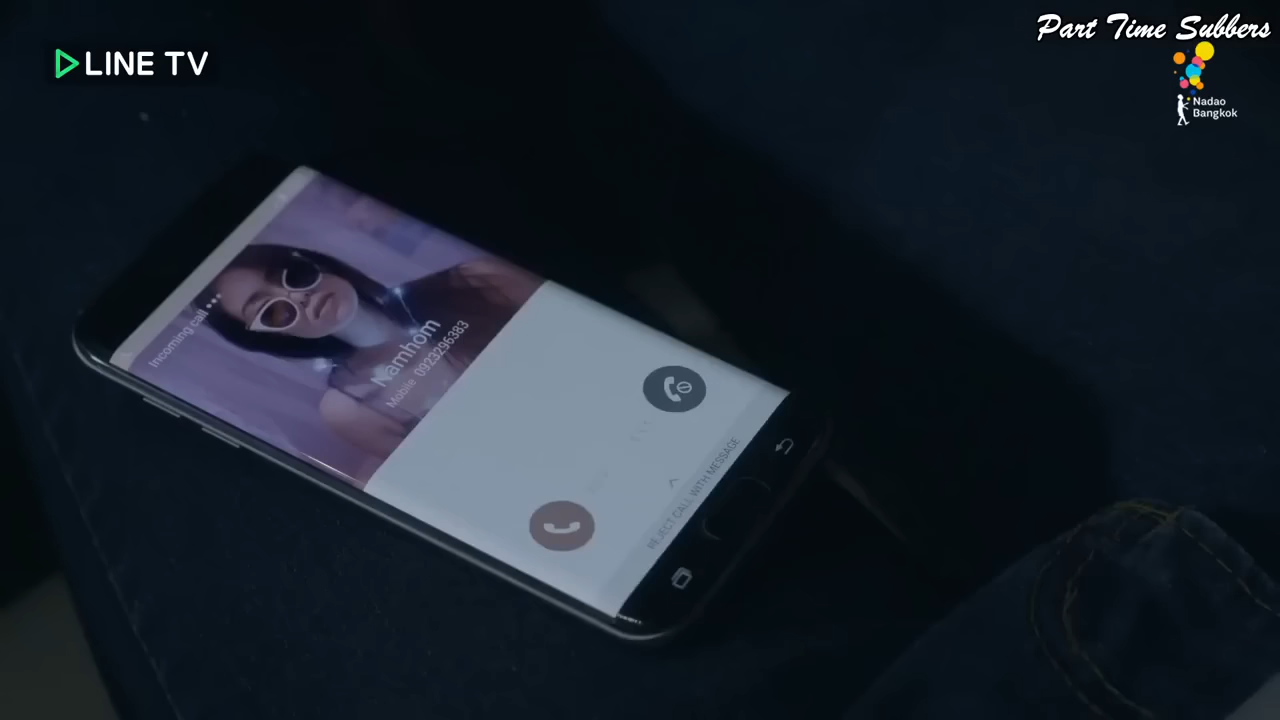 Part Time Subbers
LINE TV
Nadao
Bangkok
Incoming call
Namhom
Mobile 0923296383
REJECT CALL WITH MESSAGE